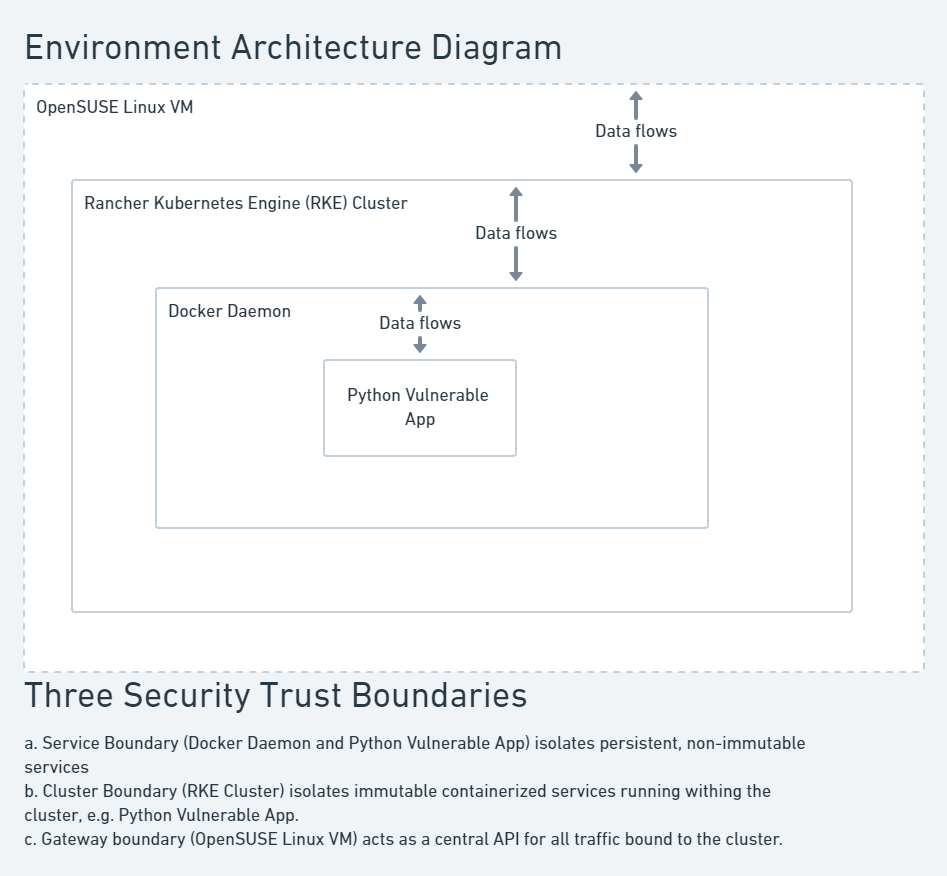 Environment Architecture Diagram
OpenSUSE Linux VM
Data flows
Rancher Kubernetes Engine (RKE) Cluster
Data flows
Docker Daemon
Data flows
Python Vulnerable
App
Three Security Trust Boundaries
a. Service Boundary (Docker Daemon and Python Vulnerable App) isolates persistent, non-immutable
services
b. Cluster Boundary (RKE Cluster) isolates immutable containerized services running withing the
cluster, e.g. Python Vulnerable App.
c. Gateway boundary (OpenSUSE Linux VM) acts as a central API for all traffic bound to the cluster.